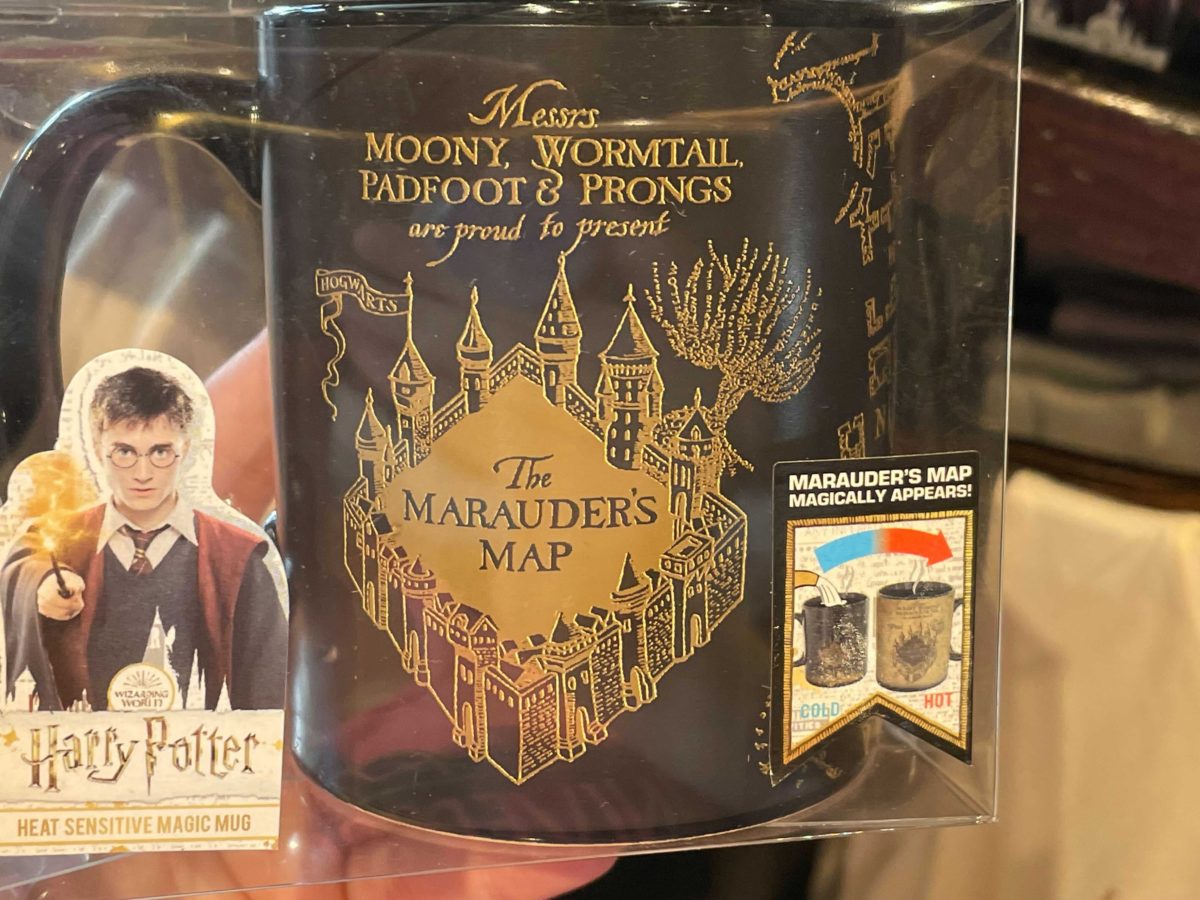 Messrs.
MOONY, WORMTAIL,
PADFOOT & PRONGS
are proud to present
HOGWARTS
The
MARAUDER'S
MAP
MARAUDER'S MAP
MAGICALLY APPEARS!
COLD
HOT
WIZARDING
WORLD
Harry Potter
HEAT SENSITIVE MAGIC MUG